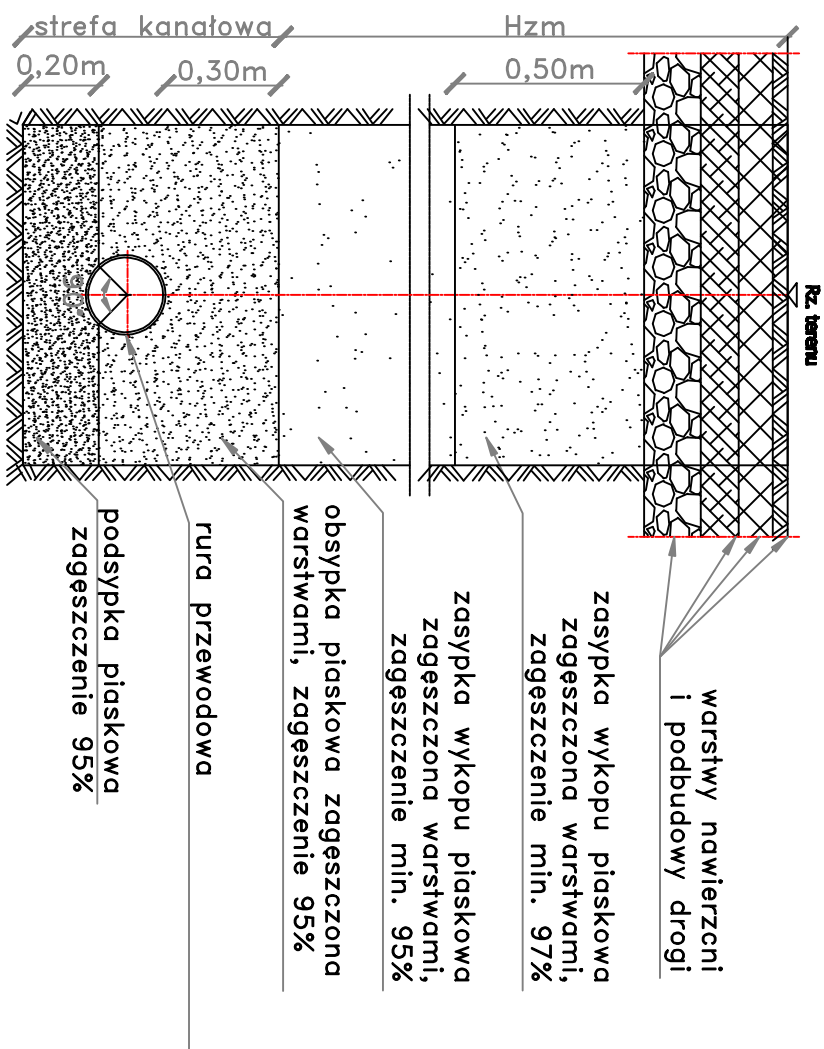 Rz. terenu
warstwy nawierzcni
i podbudowy drogi
zasypka wykopu piaskowa
zagęszczona warstwami,
zagęszczenie min. 97%
zasypka wykopu piaskowa
zagęszczona warstwami,
zagęszczenie min. 95%
obsypka piaskowa zagęszczona
warstwami, zagęszczenie 95%
rura przewodowa
podsypka piaskowa
zagęszczenie 95%
Hzm
strefa kanałowa
0,50m
0,30m
0,20m
90°